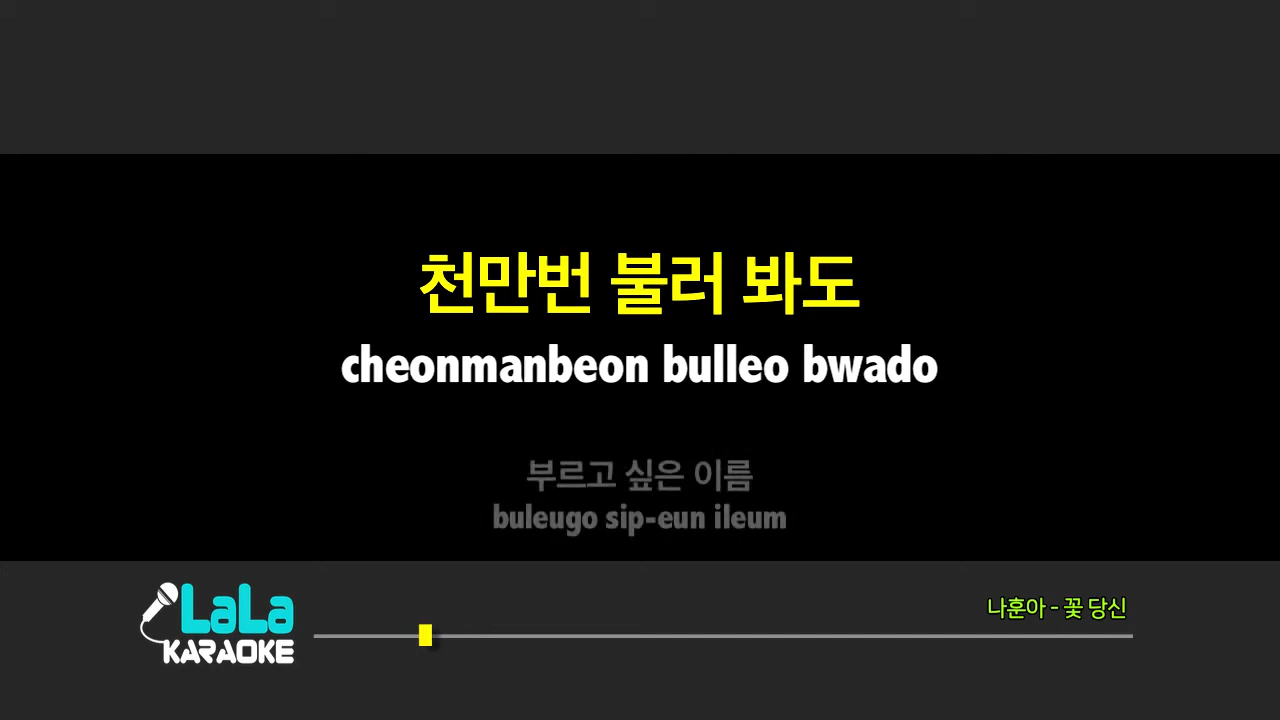 천만번 불러 봐도
cheonmanbeon bulleo bwado
부르고 싶은 이름
buleugo sip-eun ileum
LaLa
KARAOKE
나훈아 - 꽃 당신